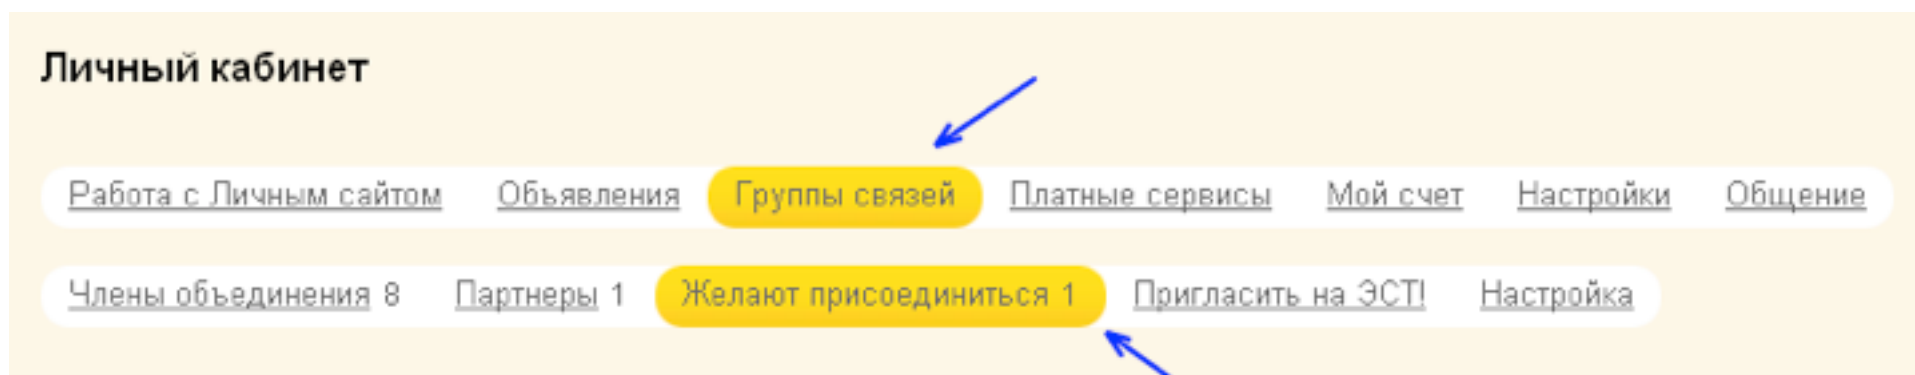 Личный кабинет
Работа с Личным сайтом Объявления Группы связей Платные сервисы Мой счет Настройки Общение
Члены объединения 8 Партнеры 1 Желают присоединиться 1 Пригласить на ЭСТ! Настройка